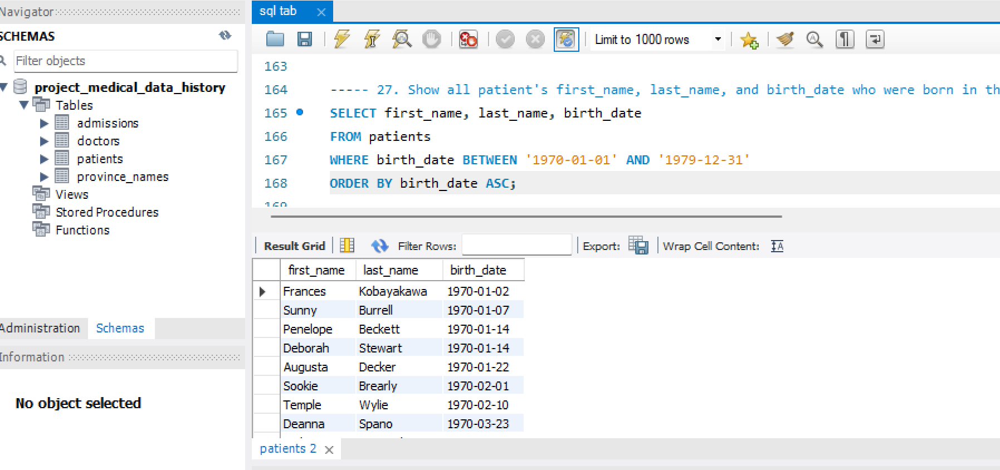 Navigator
SCHEMAS
Filter objects
project_medical_data_history
Tables
admissions
doctors
patients
province_names
Views
Stored Procedures
Functions
Administration Schemas
Information
No object selected
sql tab
Limit to 1000 rows
163
164 ----- 27. Show all patient's first_name, last_name, and birth_date who were born in th
165 SELECT first_name, last_name, birth_date
166 FROM patients
167 WHERE birth_date BETWEEN '1970-01-01' AND '1979-12-31'
168 ORDER BY birth_date ASC;
169
Result Grid Filter Rows: Export: Wrap Cell Content:
first_name last_name birth_date
Frances Kobayakawa 1970-01-02
Sunny Burrell 1970-01-07
Penelope Beckett 1970-01-14
Deborah Stewart 1970-01-14
Augusta Decker 1970-01-22
Sookie Brearly 1970-02-01
Temple Wylie 1970-02-10
Deanna Spano 1970-03-23
patients 2